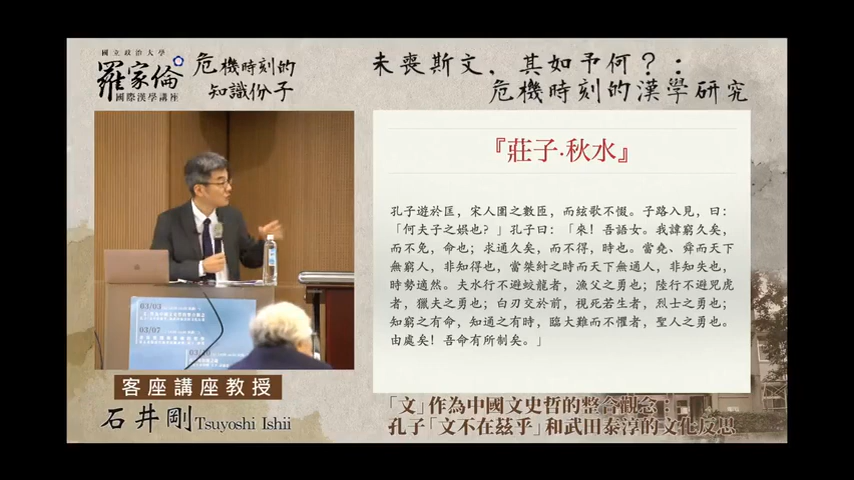 國立政治大學
羅家倫
國際漢學講座
危機時刻的
知識份子
未喪斯文，其如予何？：
危機時刻的漢學研究
『莊子·秋水』
孔子遊於匡，宋人圍之數匝，而絃歌不惙。子路入見，曰：
「何夫子之娛也？」孔子曰：「來！吾語女。我諱窮久矣，
而不免，命也；求通久矣，而不得，時也。當堯、舜而天下
無窮人，非知得也，當桀紂之時而天下無通人，非知失也，
時勢適然。夫水行不避蛟龍者，漁父之勇也；陸行不避兕虎
者，獵夫之勇也；白刃交於前，視死若生者，烈士之勇也；
知窮之有命，知通之有時，臨大難而不懼者，聖人之勇也。
由處矣！吾命有所制矣。」
03/03
03/07
客座講座教授
石井剛 Tsuyoshi Ishii
「文」作為中國文史哲的整合觀念：
孔子「文不在茲乎」和武田泰淳的文化反思